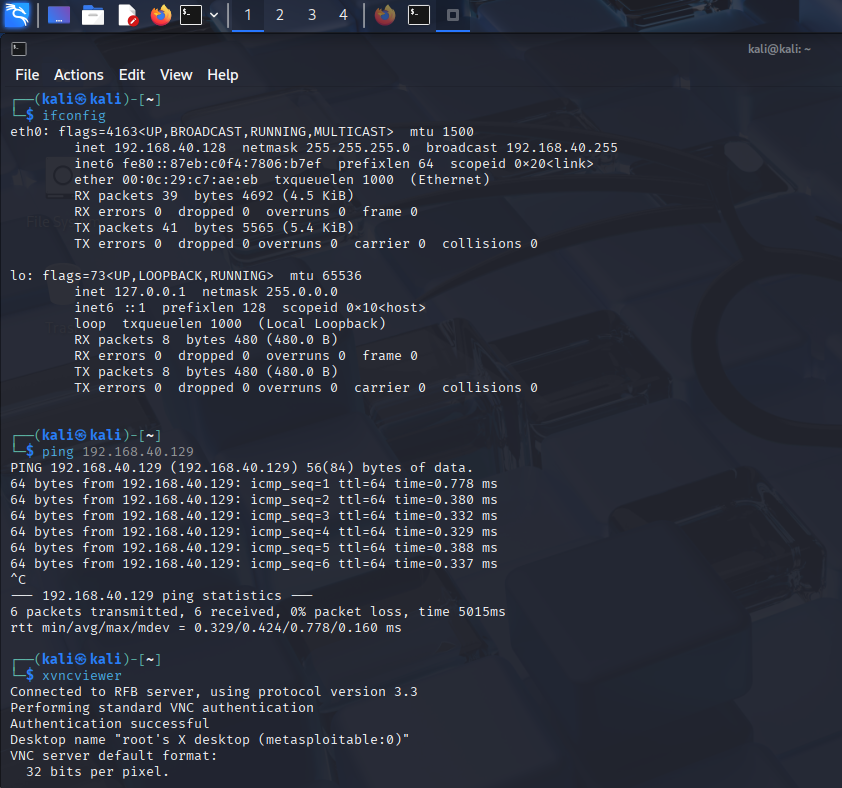 1 2 3 4
kali@kali: ~
File Actions Edit View Help
┌──(kali㉿kali)-[~]
└─$ ifconfig
eth0: flags=4163<UP,BROADCAST,RUNNING,MULTICAST>  mtu 1500
        inet 192.168.40.128  netmask 255.255.255.0  broadcast 192.168.40.255
        inet6 fe80::87eb:c0f4:7806:b7ef  prefixlen 64  scopeid 0×20<link>
        ether 00:0c:29:c7:ae:eb  txqueuelen 1000  (Ethernet)
        RX packets 39  bytes 4692 (4.5 KiB)
        RX errors 0  dropped 0  overruns 0  frame 0
        TX packets 41  bytes 5565 (5.4 KiB)
        TX errors 0  dropped 0 overruns 0  carrier 0  collisions 0
lo: flags=73<UP,LOOPBACK,RUNNING>  mtu 65536
        inet 127.0.0.1  netmask 255.0.0.0
        inet6 ::1  prefixlen 128  scopeid 0×10<host>
        loop  txqueuelen 1000  (Local Loopback)
        RX packets 8  bytes 480 (480.0 B)
        RX errors 0  dropped 0  overruns 0  frame 0
        TX packets 8  bytes 480 (480.0 B)
        TX errors 0  dropped 0 overruns 0  carrier 0  collisions 0
┌──(kali㉿kali)-[~]
└─$ ping 192.168.40.129
PING 192.168.40.129 (192.168.40.129) 56(84) bytes of data.
64 bytes from 192.168.40.129: icmp_seq=1 ttl=64 time=0.778 ms
64 bytes from 192.168.40.129: icmp_seq=2 ttl=64 time=0.380 ms
64 bytes from 192.168.40.129: icmp_seq=3 ttl=64 time=0.332 ms
64 bytes from 192.168.40.129: icmp_seq=4 ttl=64 time=0.329 ms
64 bytes from 192.168.40.129: icmp_seq=5 ttl=64 time=0.388 ms
64 bytes from 192.168.40.129: icmp_seq=6 ttl=64 time=0.337 ms
^C
--- 192.168.40.129 ping statistics ---
6 packets transmitted, 6 received, 0% packet loss, time 5015ms
rtt min/avg/max/mdev = 0.329/0.424/0.778/0.160 ms
┌──(kali㉿kali)-[~]
└─$ xvncviewer
Connected to RFB server, using protocol version 3.3
Performing standard VNC authentication
Authentication successful
Desktop name "root's X desktop (metasploitable:0)"
VNC server default format:
  32 bits per pixel.